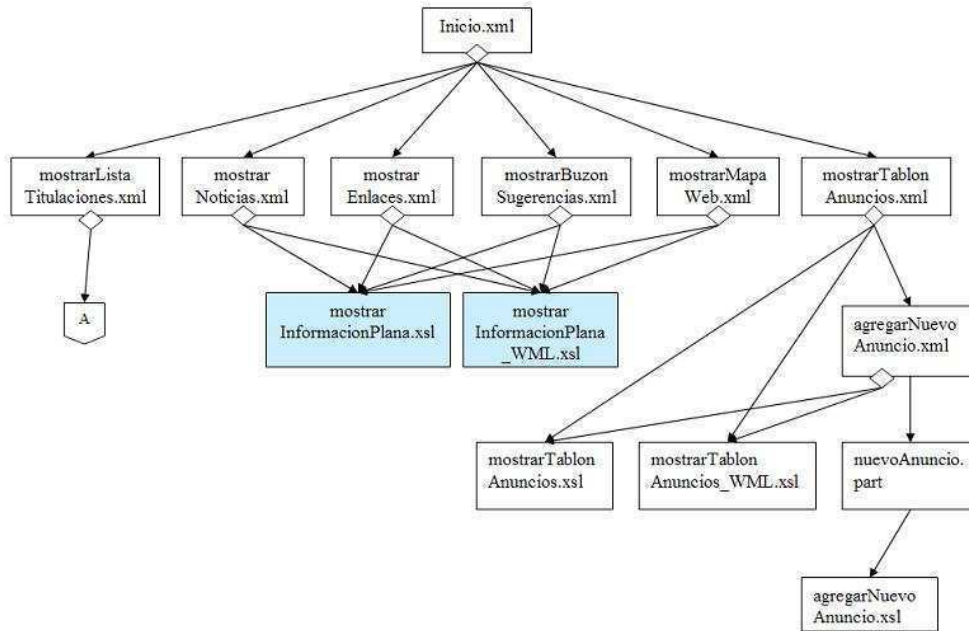 Inicio.xml
mostrarLista
Titulaciones.xml
mostrar
Noticias.xml
mostrar
Enlaces.xml
mostrarBuzon
Sugerencias.xml
mostrarMapa
Web.xml
mostrarTablon
Anuncios.xml
A
mostrar
InformacionPlana.xsl
mostrar
InformacionPlana
_WML.xsl
agregarNuevo
Anuncio.xml
mostrarTablon
Anuncios.xsl
mostrarTablon
Anuncios_WML.xsl
nuevoAnuncio.
part
agregarNuevo
Anuncio.xsl